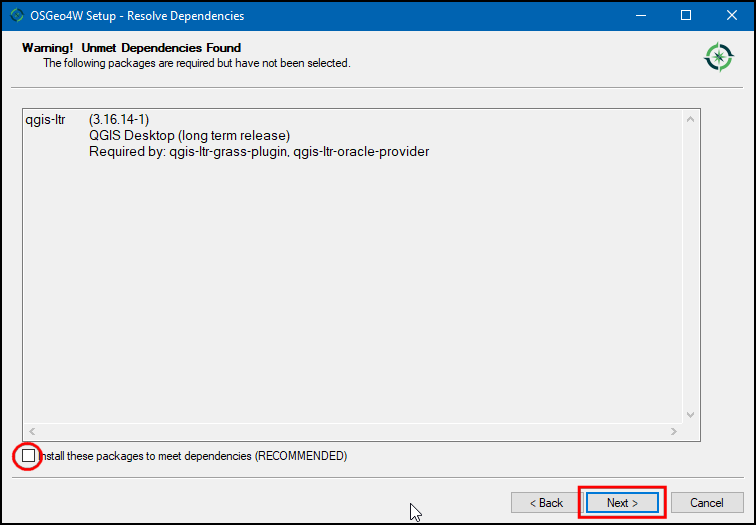 OSGeo4W Setup - Resolve Dependencies
Warning! Unmet Dependencies Found
The following packages are required but have not been selected.
qgis-ltr (3.16.14-1)
QGIS Desktop (long term release)
Required by: qgis-ltr-grass-plugin, qgis-ltr-oracle-provider
Install these packages to meet dependencies (RECOMMENDED)
< Back Next > Cancel